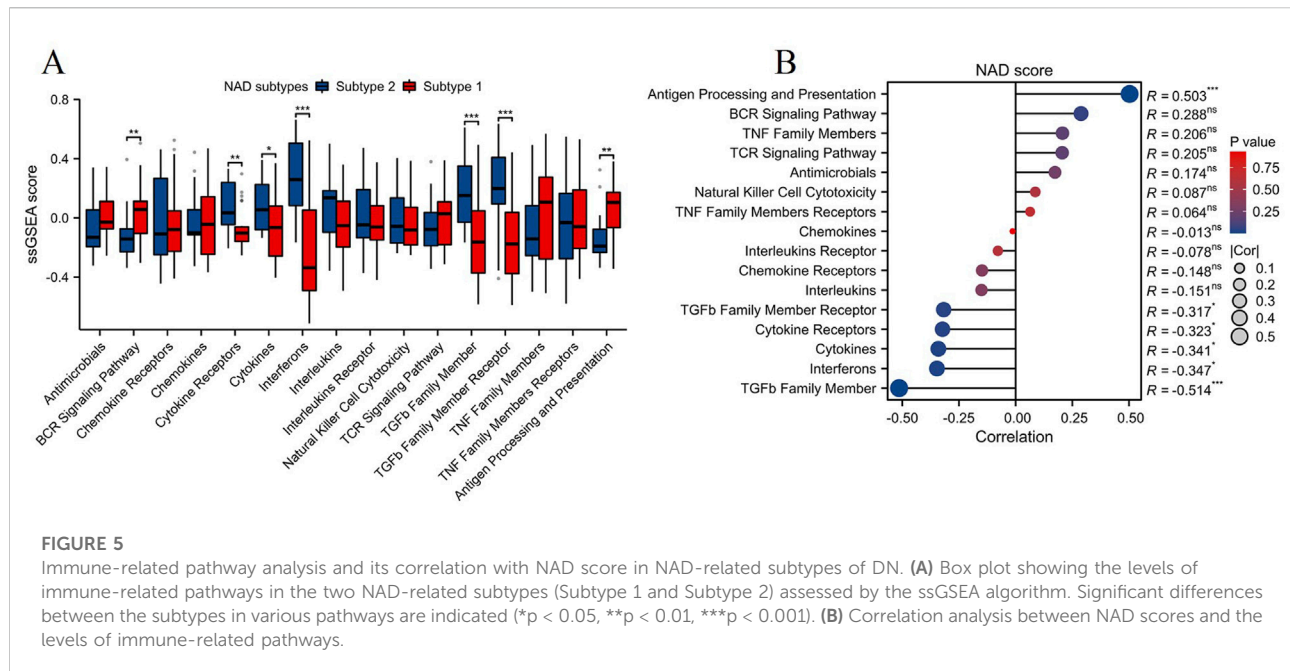 A
NAD subtypes Subtype 2 Subtype 1
ssGSEA score
0.8
0.4
0.0
-0.4
**
**
*
***
***
***
**
Antimicrobials
BCR Signaling Pathway
Chemokine Receptors
Chemokines
Cytokine Receptors
Cytokines
Interferons
Interleukins
Interleukins Receptor
Natural Killer Cell Cytotoxicity
TCR Signaling Pathway
TGFb Family Member
TGFb Family Member Receptor
TNF Family Members
TNF Family Members Receptors
Antigen Processing and Presentation
B
NAD score
Antigen Processing and Presentation R = 0.503***
BCR Signaling Pathway R = 0.288ns
TNF Family Members R = 0.206ns
TCR Signaling Pathway R = 0.205ns
Antimicrobials R = 0.174ns
Natural Killer Cell Cytotoxicity R = 0.087ns
TNF Family Members Receptors R = 0.064ns
Chemokines R = -0.013ns
Interleukins Receptor R = -0.078ns
Chemokine Receptors R = -0.148ns
Interleukins R = -0.151ns
TGFb Family Member Receptor R = -0.317*
Cytokine Receptors R = -0.323*
Cytokines R = -0.341*
Interferons R = -0.347*
TGFb Family Member R = -0.514***
-0.50 -0.25 0.00 0.25 0.50
Correlation
P value
0.75
0.50
0.25
|Cor|
0.1
0.2
0.3
0.4
0.5
FIGURE 5
Immune-related pathway analysis and its correlation with NAD score in NAD-related subtypes of DN. (A) Box plot showing the levels of
immune-related pathways in the two NAD-related subtypes (Subtype 1 and Subtype 2) assessed by the ssGSEA algorithm. Significant differences
between the subtypes in various pathways are indicated (*p < 0.05, **p < 0.01, ***p < 0.001). (B) Correlation analysis between NAD scores and the
levels of immune-related pathways.